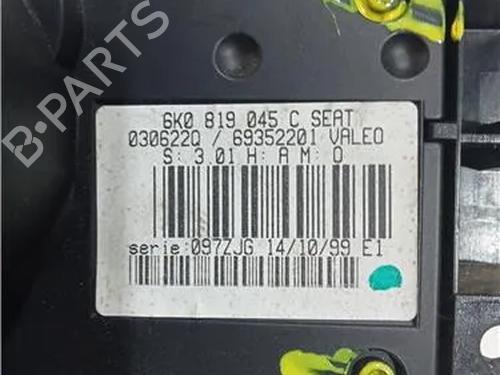 B-PARTS
6K0 819 045 C SEAT
030622Q / 69352201 VALEO
S: 3.01 H: A M: 0
serie:097ZJG 14/10/99 E1